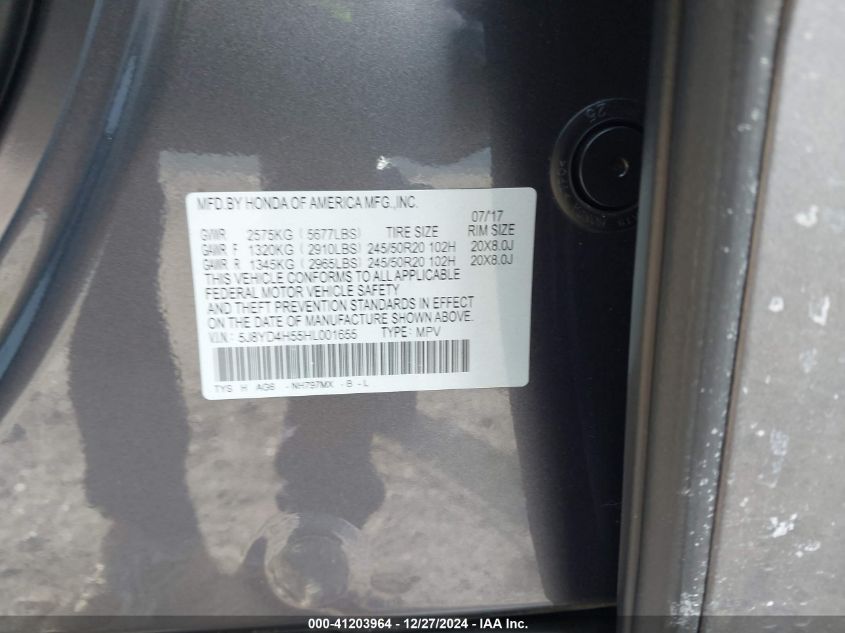 MFD.BY HONDA OF AMERICA MFG.,INC.
07/17
GVWR 2575KG ( 5677LBS) TIRE SIZE RIM SIZE
GAWR F 1320KG ( 2910LBS) 245/50R20 102H 20X8.0J
GAWR R 1345KG ( 2965LBS) 245/50R20 102H 20X8.0J
THIS VEHICLE CONFORMS TO ALL APPLICABLE
FEDERAL MOTOR VEHICLE SAFETY
AND THEFT PREVENTION STANDARDS IN EFFECT
ON THE DATE OF MANUFACTURE SHOWN ABOVE.
V.I.N.: 5J8YD4H55HL001655 TYPE: MPV
TYS H AG6 -NH797MX -B -L
25
000-41203964 - 12/27/2024 - IAA Inc.